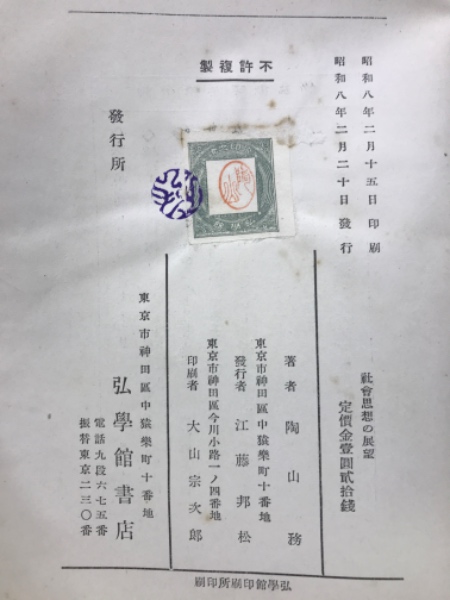 昭和八年二月十五日印刷
昭和八年二月二十日發行
不許複製
社會思想の展望
定價金壹圓貳拾錢
著者 陶山務
東京市神田區中猿樂町十番地
發行者 江藤邦松
東京市神田區今川小路一ノ四番地
印刷者 大山宗次郎
發行所
東京市神田區中猿樂町十番地
弘學館書店
電話九段六七五番
振替東京二三〇番
弘學館印刷所印刷